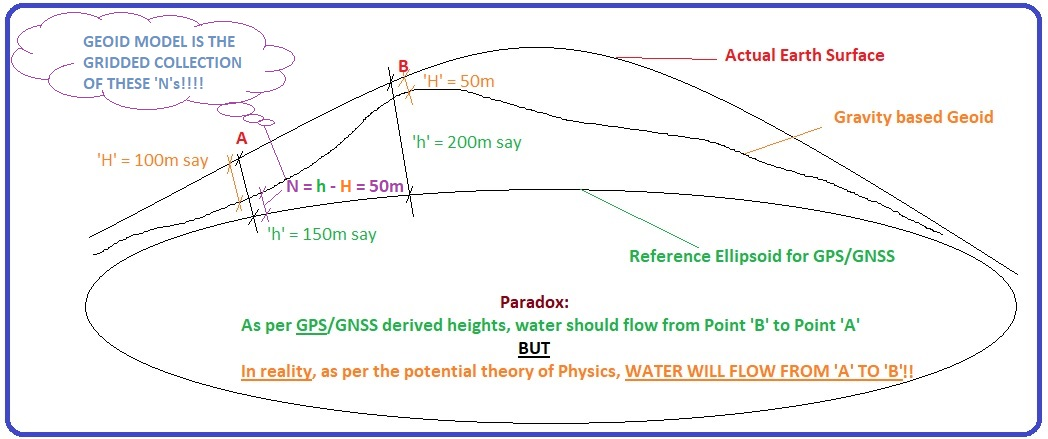 GEOID MODEL IS THE
GRIDDED COLLECTION
OF THESE 'N's!!!!
Actual Earth Surface
B
'H' = 50m
Gravity based Geoid
A
'H' = 100m say
'h' = 200m say
N = h - H = 50m
'h' = 150m say
Reference Ellipsoid for GPS/GNSS
Paradox:
As per GPS/GNSS derived heights, water should flow from Point 'B' to Point 'A'
BUT
In reality, as per the potential theory of Physics, WATER WILL FLOW FROM 'A' TO 'B'!!